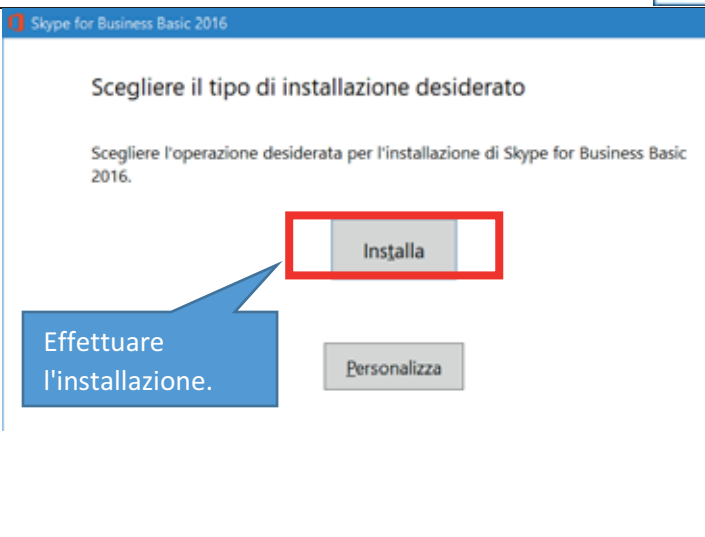 Skype for Business Basic 2016
Scegliere il tipo di installazione desiderato
Scegliere l'operazione desiderata per l'installazione di Skype for Business Basic
2016.
Installa
Effettuare
l'installazione.
Personalizza